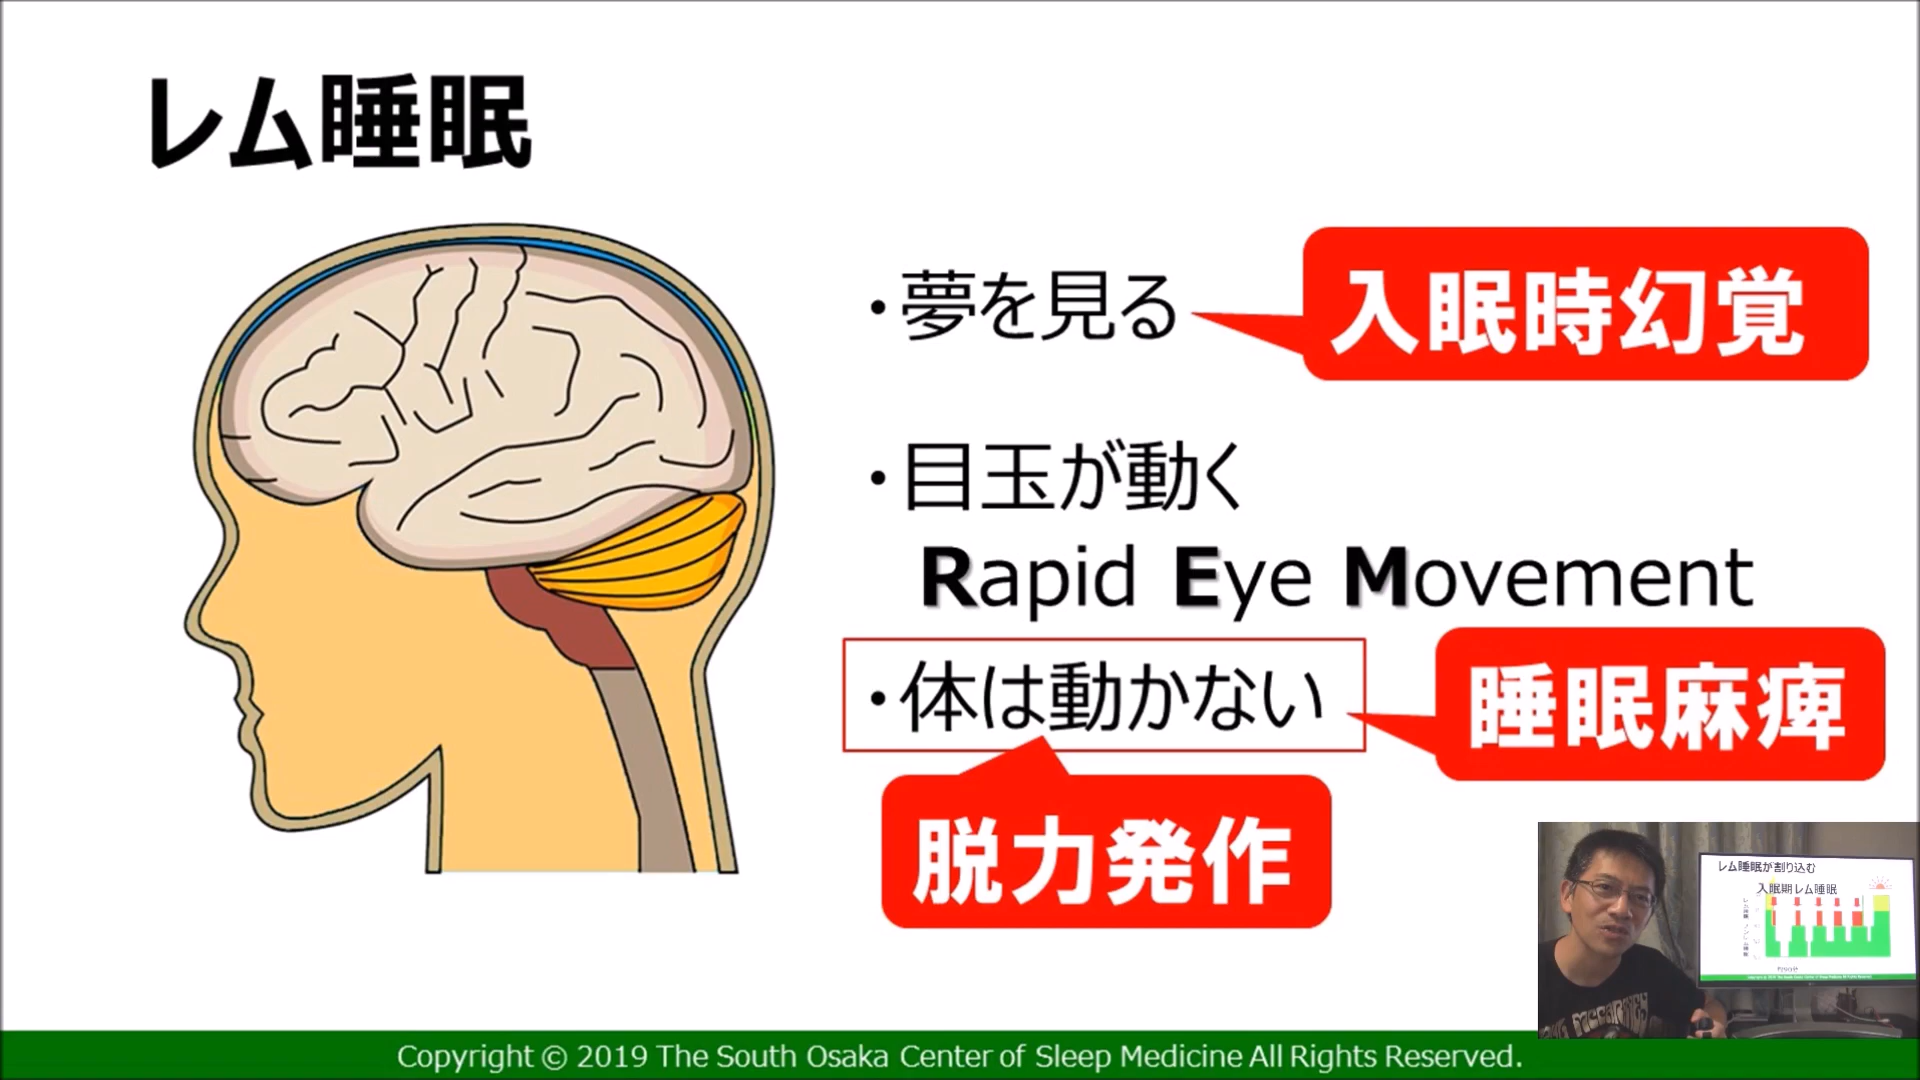 レム睡眠
・夢を見る
入眠時幻覚
・目玉が動く
Rapid Eye Movement
・体は動かない
睡眠麻痺
脱力発作
レム睡眠が割り込む
入眠期レム睡眠
Copyright © 2019 The South Osaka Center of Sleep Medicine All Rights Reserved.